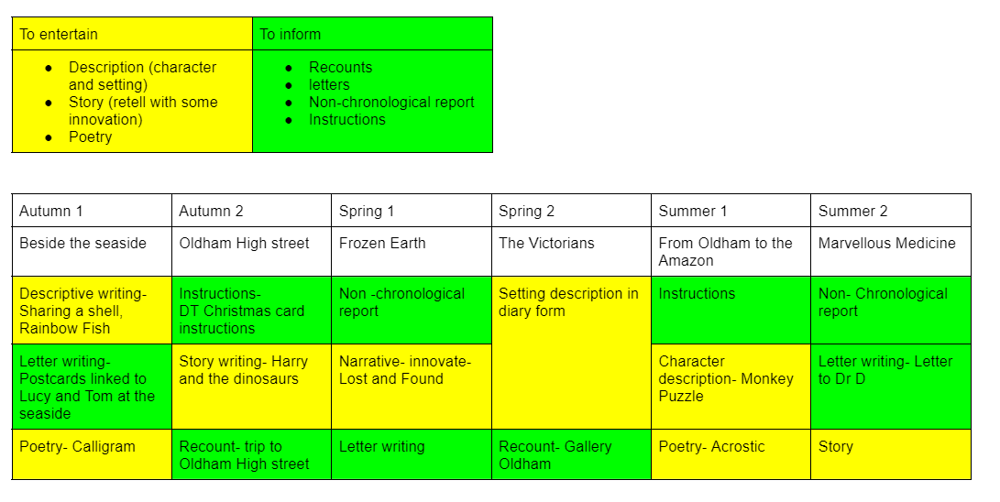 To entertain
To inform
● Description (character
and setting)
● Story (retell with some
innovation)
● Poetry
● Recounts
● letters
● Non-chronological report
● Instructions
Autumn 1
Autumn 2
Spring 1
Spring 2
Summer 1
Summer 2
Beside the seaside
Oldham High street
Frozen Earth
The Victorians
From Oldham to the
Amazon
Marvellous Medicine
Descriptive writing-
Sharing a shell,
Rainbow Fish
Instructions-
DT Christmas card
instructions
Non -chronological
report
Setting description in
diary form
Instructions
Non- Chronological
report
Letter writing-
Postcards linked to
Lucy and Tom at the
seaside
Story writing- Harry
and the dinosaurs
Narrative- innovate-
Lost and Found
Character
description- Monkey
Puzzle
Letter writing- Letter
to Dr D
Poetry- Calligram
Recount- trip to
Oldham High street
Letter writing
Recount- Gallery
Oldham
Poetry- Acrostic
Story